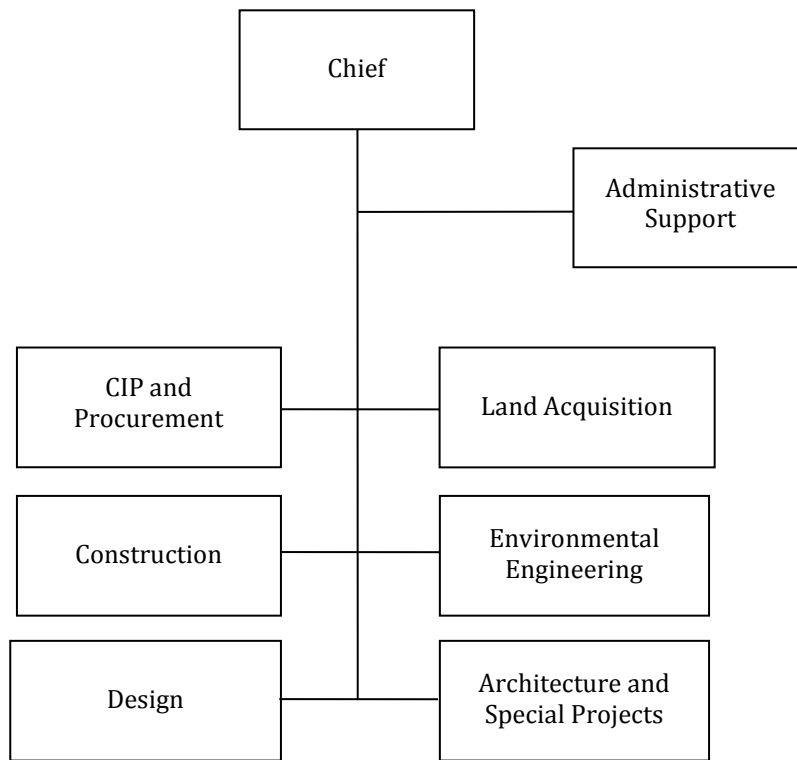 Chief
Administrative
Support
CIP and
Procurement
Land Acquisition
Construction
Environmental
Engineering
Design
Architecture and
Special Projects